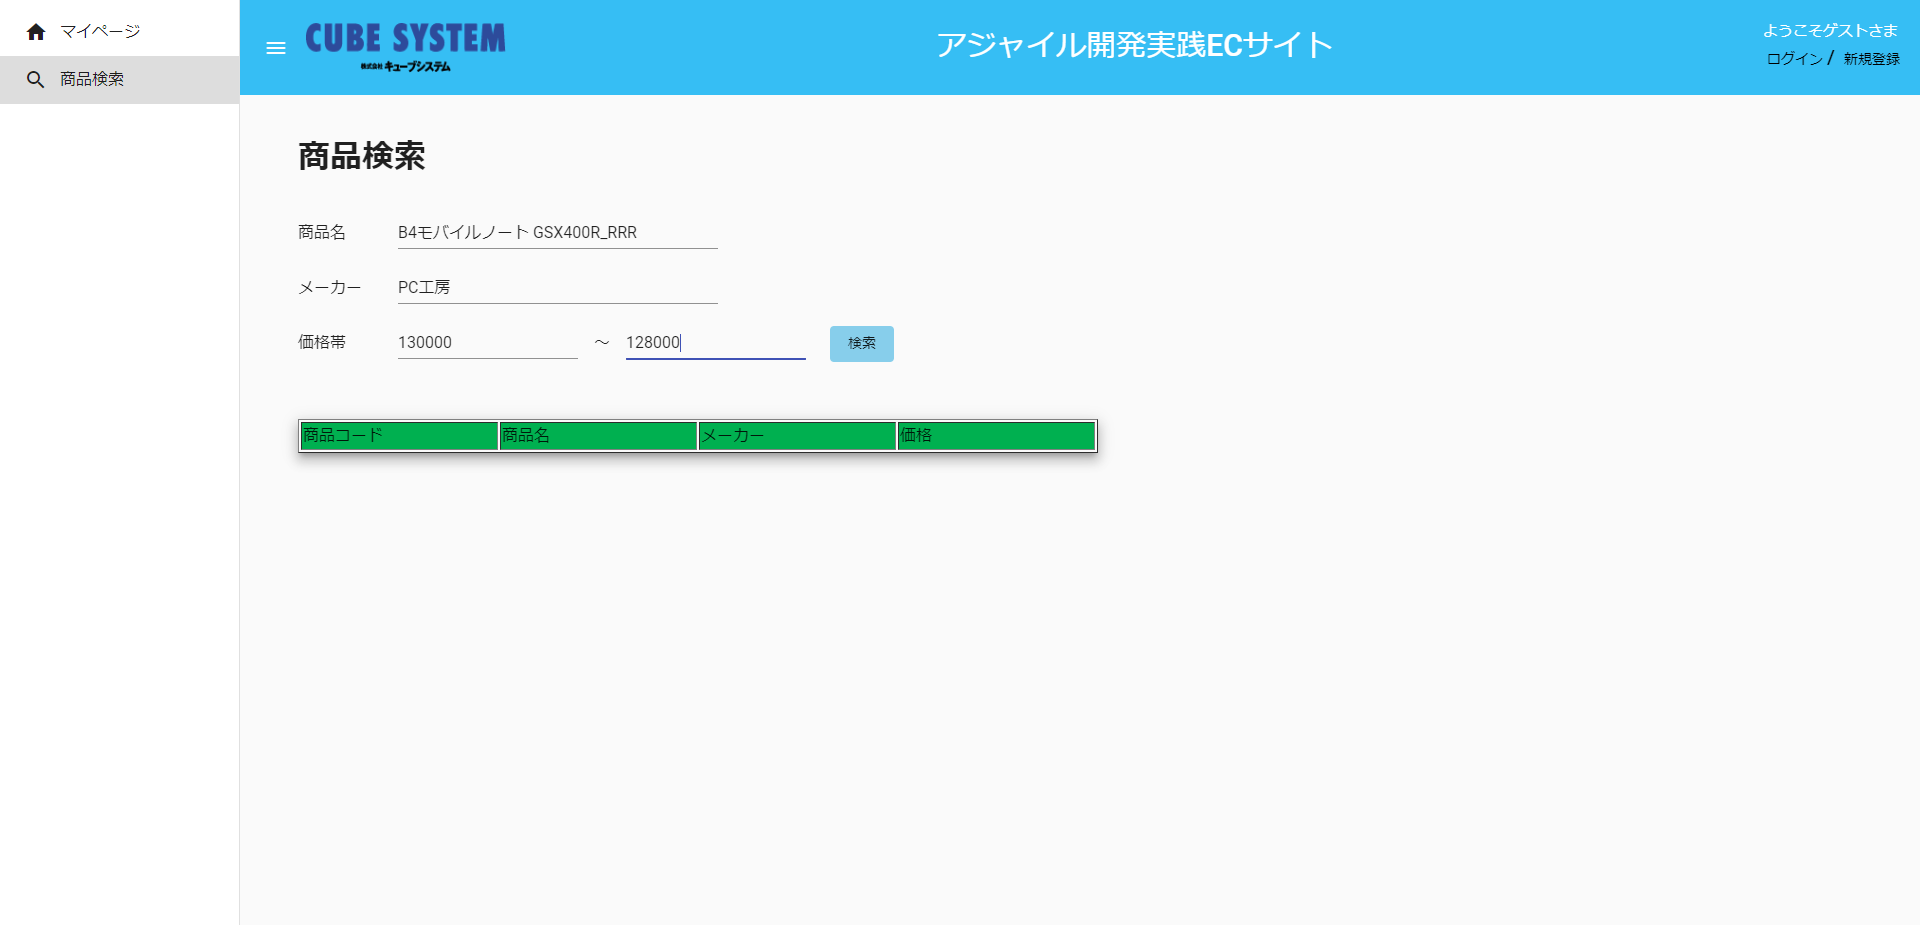 マイページ
商品検索
CUBE SYSTEM
株式会社 キューブシステム
アジャイル開発実践ECサイト
ようこそゲストさま
ログイン / 新規登録
商品検索
商品名 B4モバイルノート GSX400R_RRR
メーカー PC工房
価格帯 130000 ～ 128000 検索
商品コード 商品名 メーカー 価格